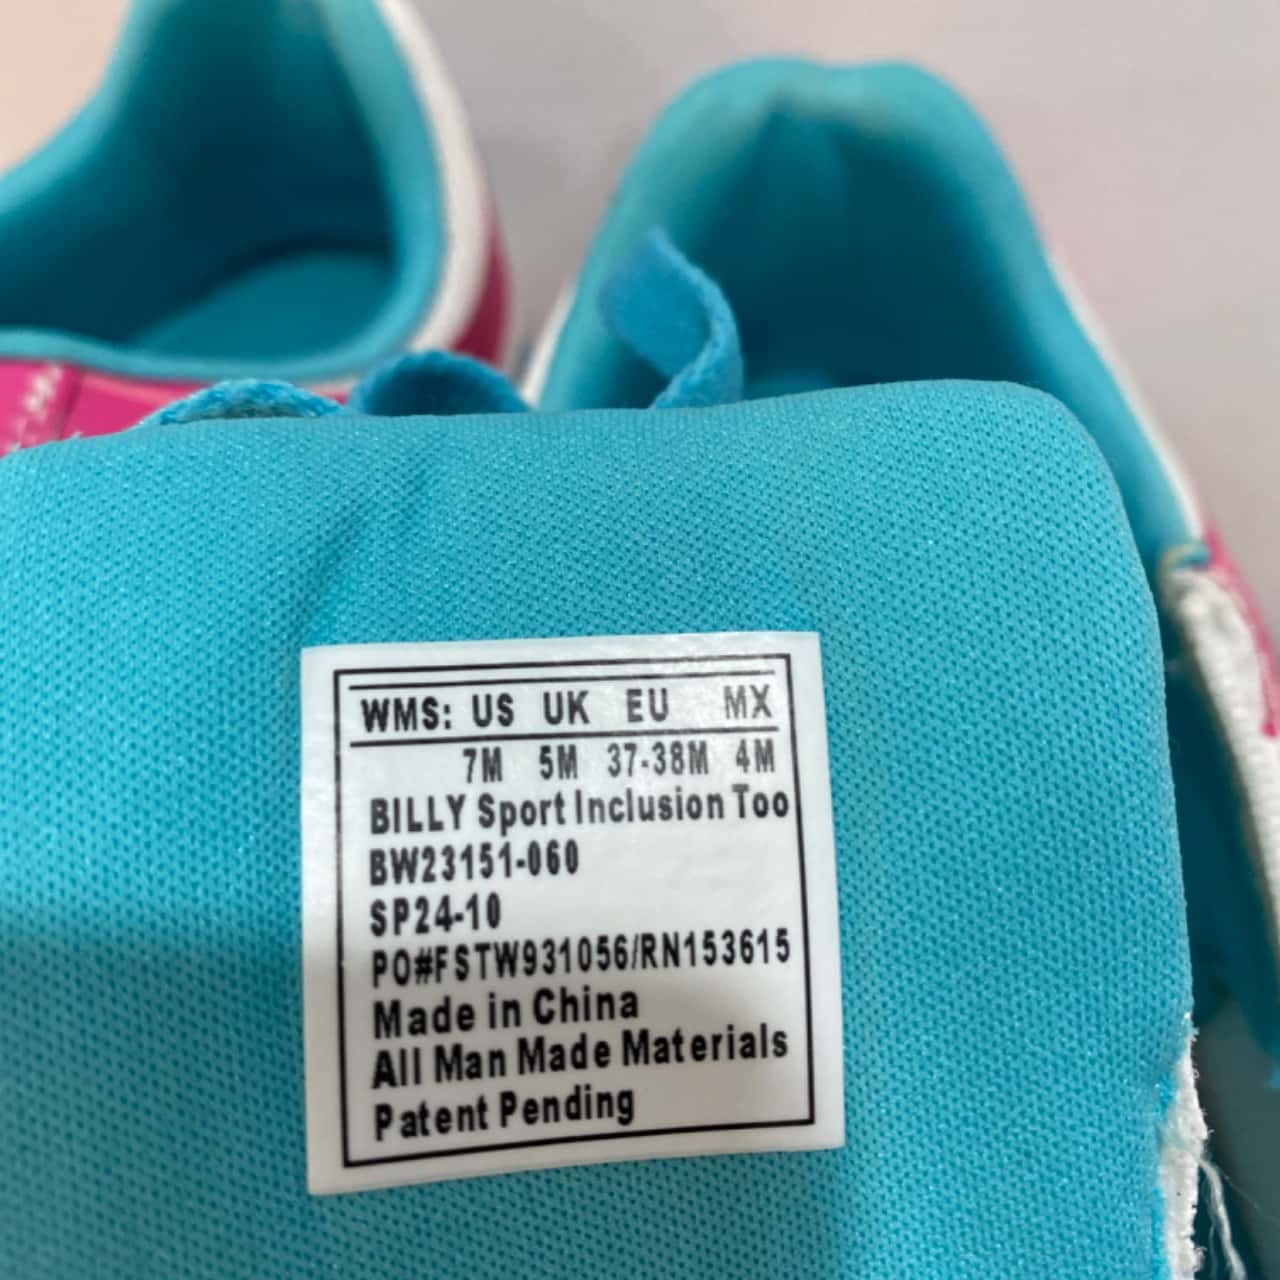 WMS: US UK EU MX
7M 5M 37-38M 4M
BILLY Sport Inclusion Too
BW23151-060
SP24-10
PO#FSTW931056/RN153615
Made in China
All Man Made Materials
Patent Pending